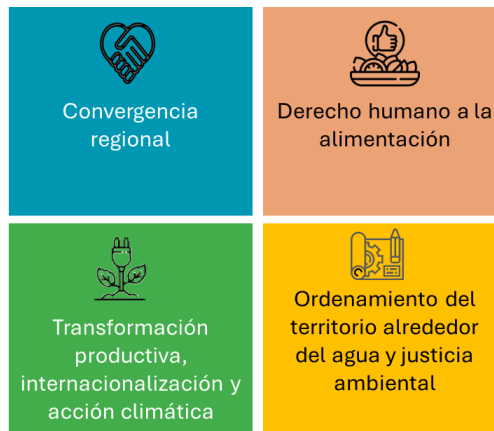 Convergencia
regional
Derecho humano a la
alimentación
Transformación
productiva,
internacionalización y
acción climática
Ordenamiento del
territorio alrededor
del agua y justicia
ambiental